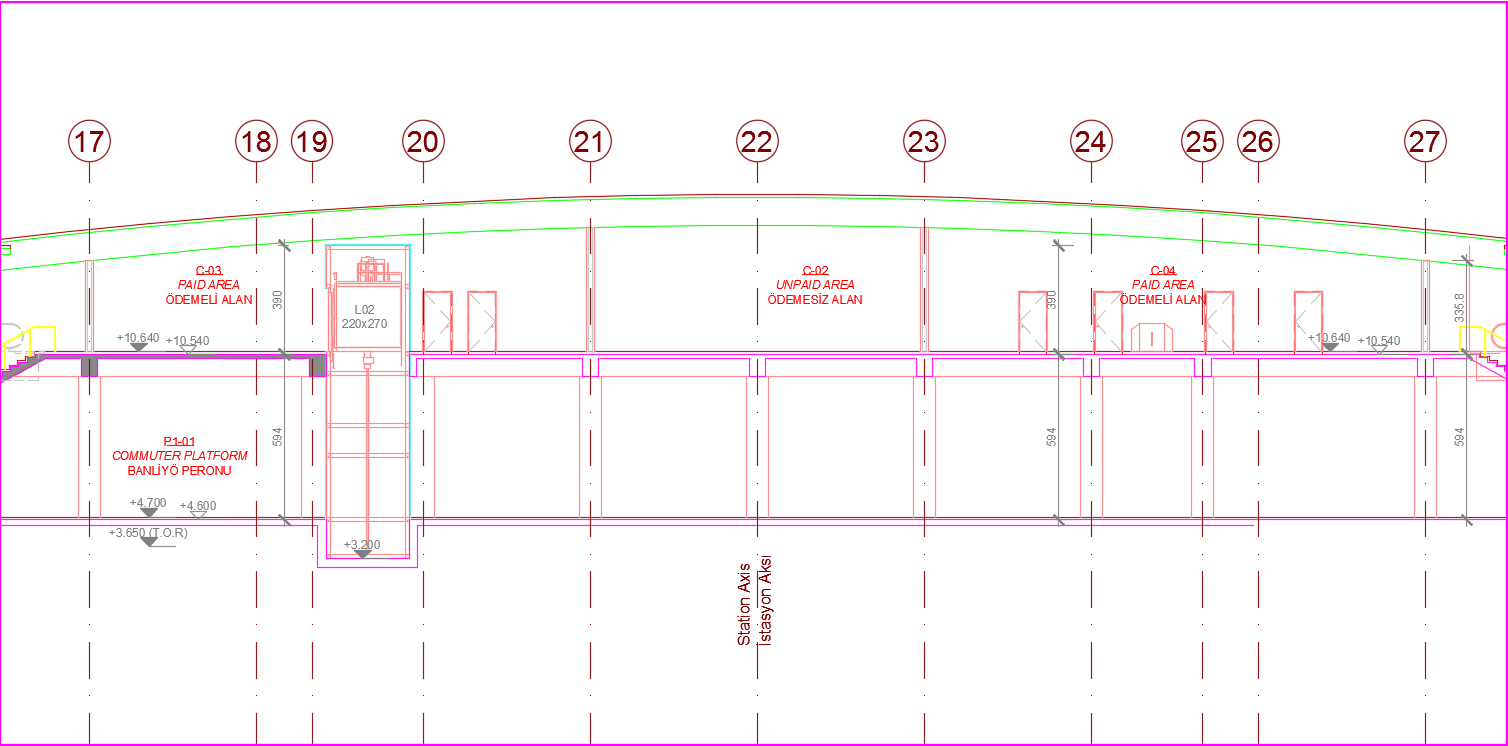 17
18
19
20
21
22
23
24
25
26
27
C-03
PAID AREA
ÖDEMELİ ALAN
C-02
UNPAID AREA
ÖDEMESİZ ALAN
C-04
PAID AREA
ÖDEMELİ ALAN
390
390
335.8
L02
220x270
+10.640
+10.540
+10.640
+10.540
P1-01
COMMUTER PLATFORM
BANLİYÖ PERONU
594
594
594
+4.700
+4.600
+3.650 (T.O.R)
+3.200
Station Axis
İstasyon Aksı